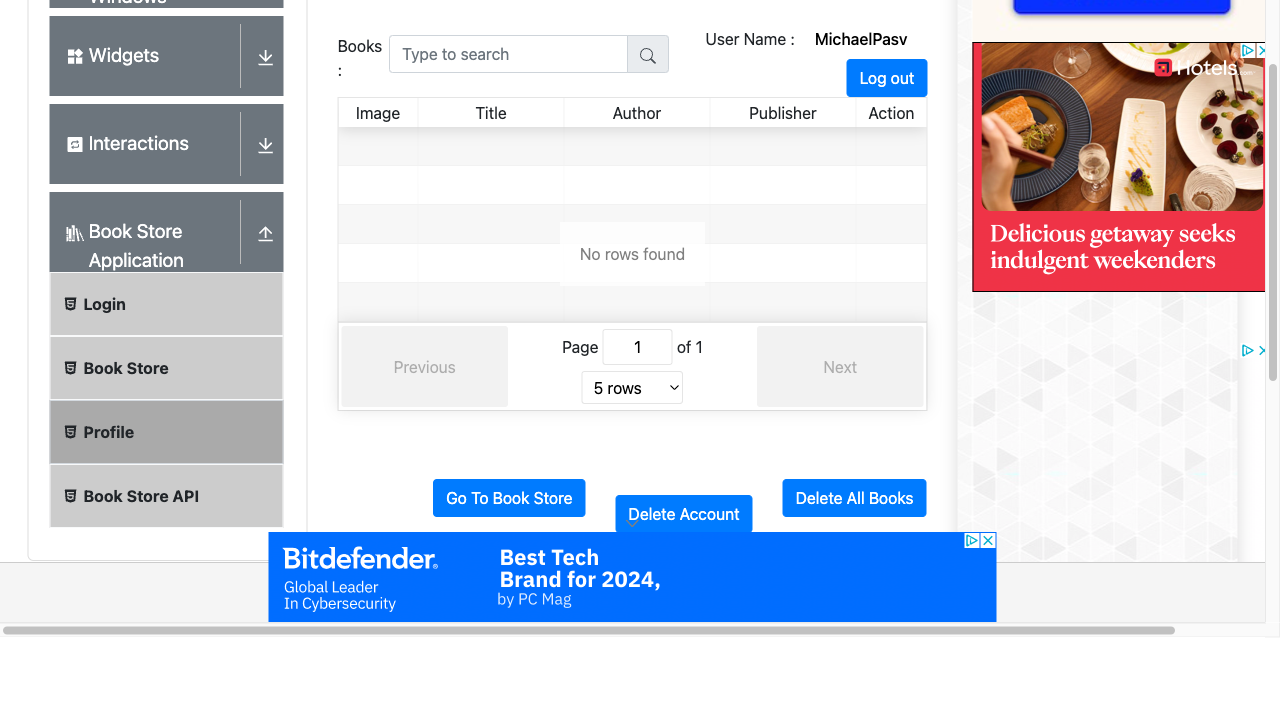 Widgets
Interactions
Book Store
Application
Login
Book Store
Profile
Book Store API
Books
:
Type to search
User Name :
MichaelPasv
Log out
Image
Title
Author
Publisher
Action
No rows found
Previous
Page
1
of 1
5 rows
Next
Go To Book Store
Delete Account
Delete All Books
Hotels.com
Delicious getaway seeks
indulgent weekenders
Bitdefender®
Global Leader
In Cybersecurity
Best Tech
Brand for 2024,
by PC Mag